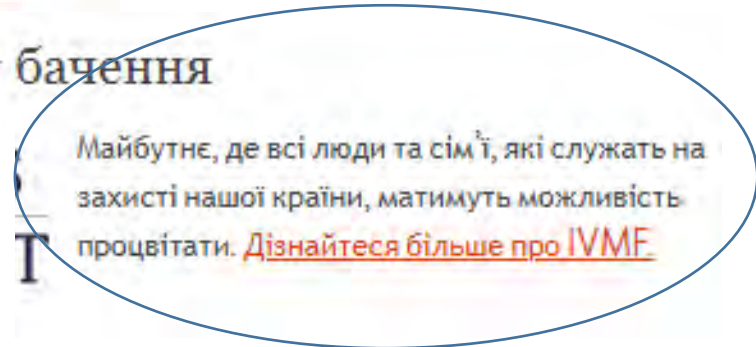 бачення
Майбутнє, де всі люди та сім'ї, які служать на
захисті нашої країни, матимуть можливість
процвітати. Дізнайтеся більше про IVMF.
Т